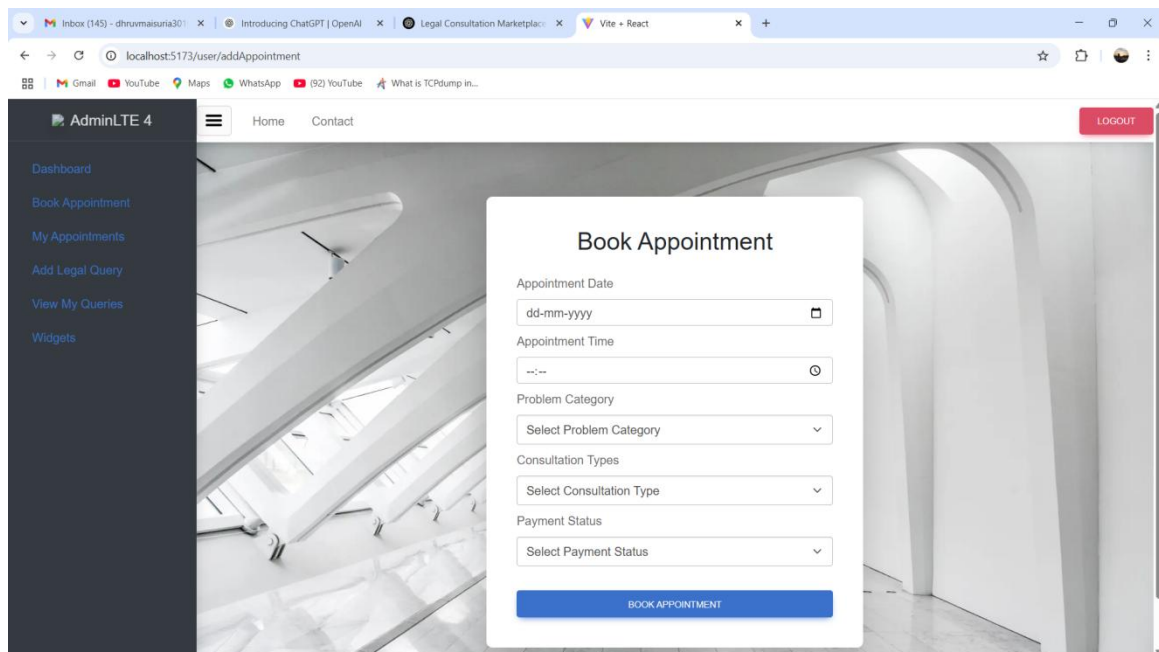 Inbox (145) - dhruvmaisuria301 Introducing ChatGPT | OpenAI Legal Consultation Marketplace Vite + React
localhost:5173/user/addAppointment
Gmail YouTube Maps WhatsApp (92) YouTube What is TCPdump in...
AdminLTE 4 Home Contact LOGOUT
Dashboard
Book Appointment
My Appointments
Add Legal Query
View My Queries
Widgets
Book Appointment
Appointment Date
dd-mm-yyyy
Appointment Time
--:--
Problem Category
Select Problem Category
Consultation Types
Select Consultation Type
Payment Status
Select Payment Status
BOOK APPOINTMENT